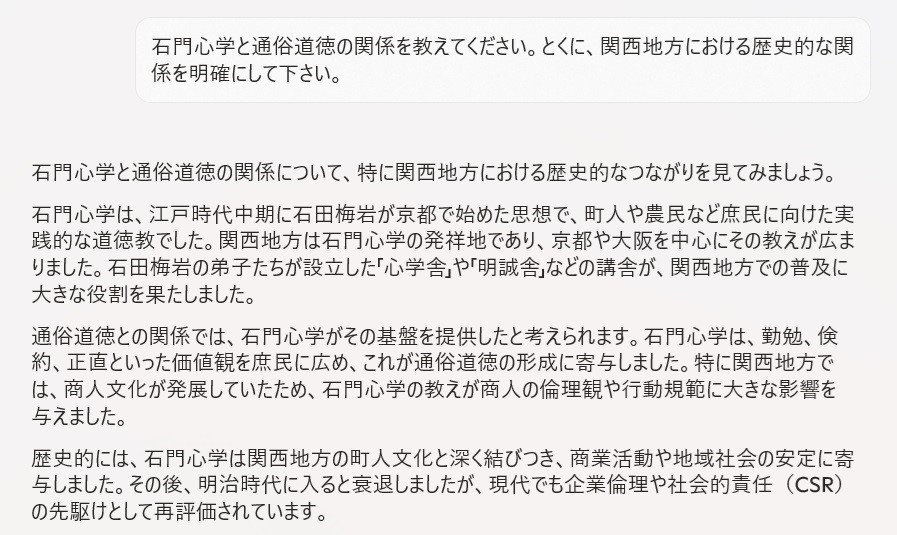 石門心学と通俗道徳の関係を教えてください。とくに、関西地方における歴史的な関
係を明確にして下さい。
石門心学と通俗道徳の関係について、特に関西地方における歴史的なつながりを見てみましょう。
石門心学は、江戸時代中期に石田梅岩が京都で始めた思想で、町人や農民など庶民に向けた実
践的な道徳教でした。関西地方は石門心学の発祥地であり、京都や大阪を中心にその教えが広ま
りました。石田梅岩の弟子たちが設立した「心学舎」や「明誠舎」などの講舎が、関西地方での普及に
大きな役割を果たしました。
通俗道徳との関係では、石門心学がその基盤を提供したと考えられます。石門心学は、勤勉、倹
約、正直といった価値観を庶民に広め、これが通俗道徳の形成に寄与しました。特に関西地方で
は、商人文化が発展していたため、石門心学の教えが商人の倫理観や行動規範に大きな影響を
与えました。
歴史的には、石門心学は関西地方の町人文化と深く結びつき、商業活動や地域社会の安定に寄
与しました。その後、明治時代に入ると衰退しましたが、現代でも企業倫理や社会的責任（CSR）
の先駆けとして再評価されています。